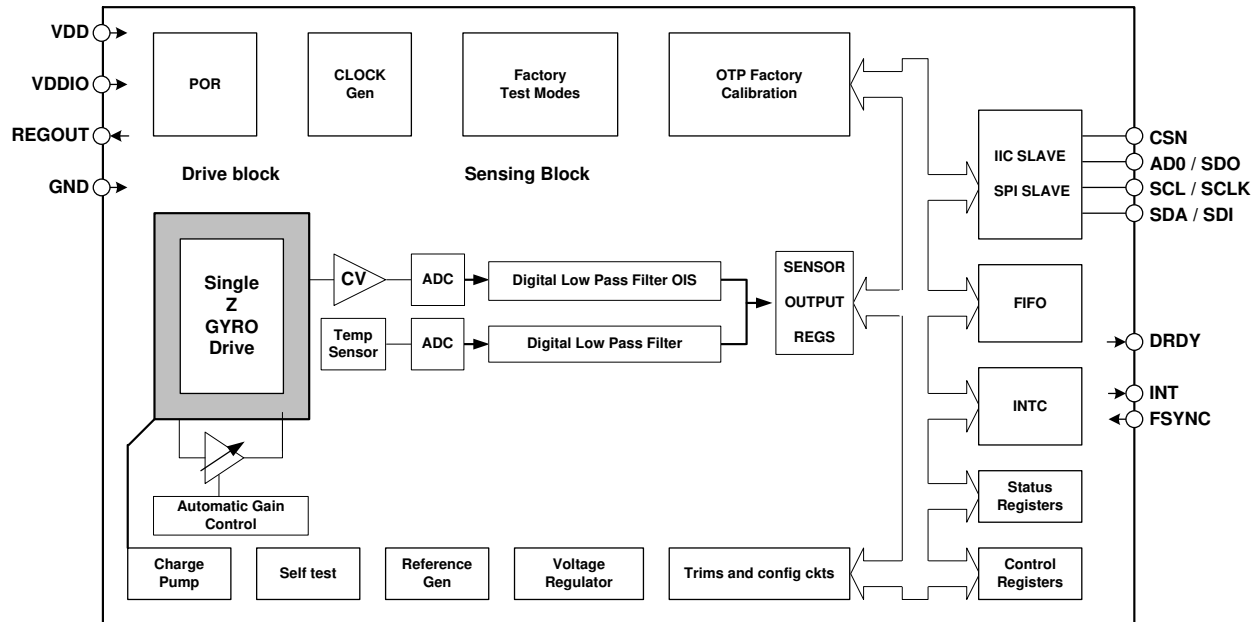 VDD
VDDIO
REGOUT
GND
POR
CLOCK
Gen
Factory
Test Modes
OTP Factory
Calibration
Drive block
Sensing Block
IIC SLAVE
SPI SLAVE
CSN
AD0 / SDO
SCL / SCLK
SDA / SDI
Single
Z
GYRO
Drive
CV
ADC
Digital Low Pass Filter OIS
SENSOR
OUTPUT
REGS
Temp
Sensor
ADC
Digital Low Pass Filter
FIFO
DRDY
INTC
INT
FSYNC
Automatic Gain
Control
Status
Registers
Charge
Pump
Self test
Reference
Gen
Voltage
Regulator
Trims and config ckts
Control
Registers